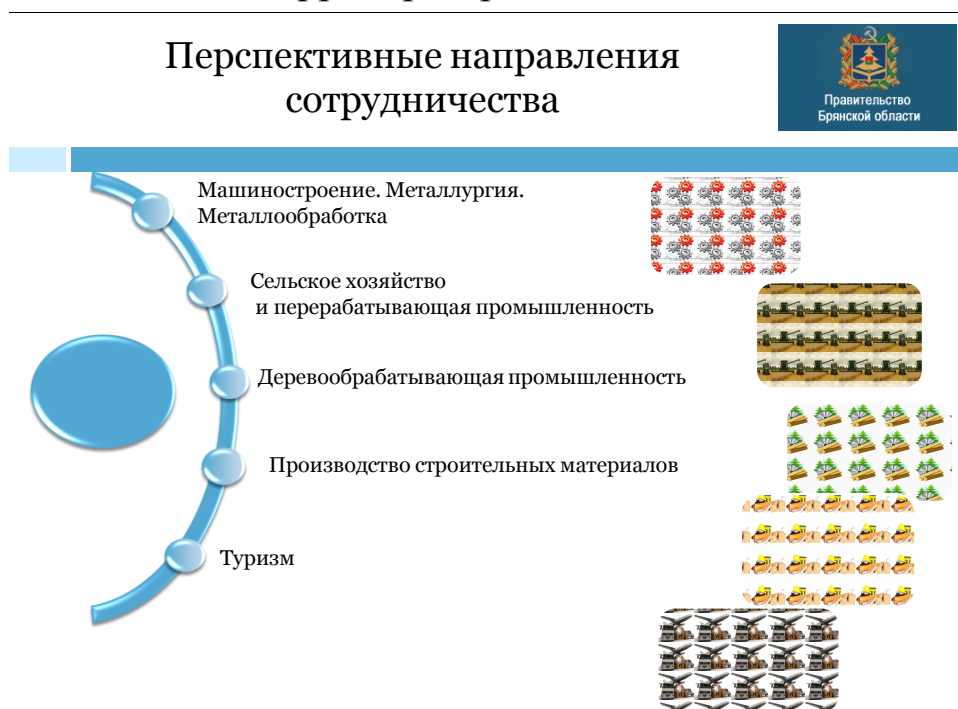 Перспективные направления
сотрудничества
Правительство
Брянской области
Машиностроение. Металлургия.
Металлообработка
Сельское хозяйство
и перерабатывающая промышленность
Деревообрабатывающая промышленность
Производство строительных материалов
Туризм